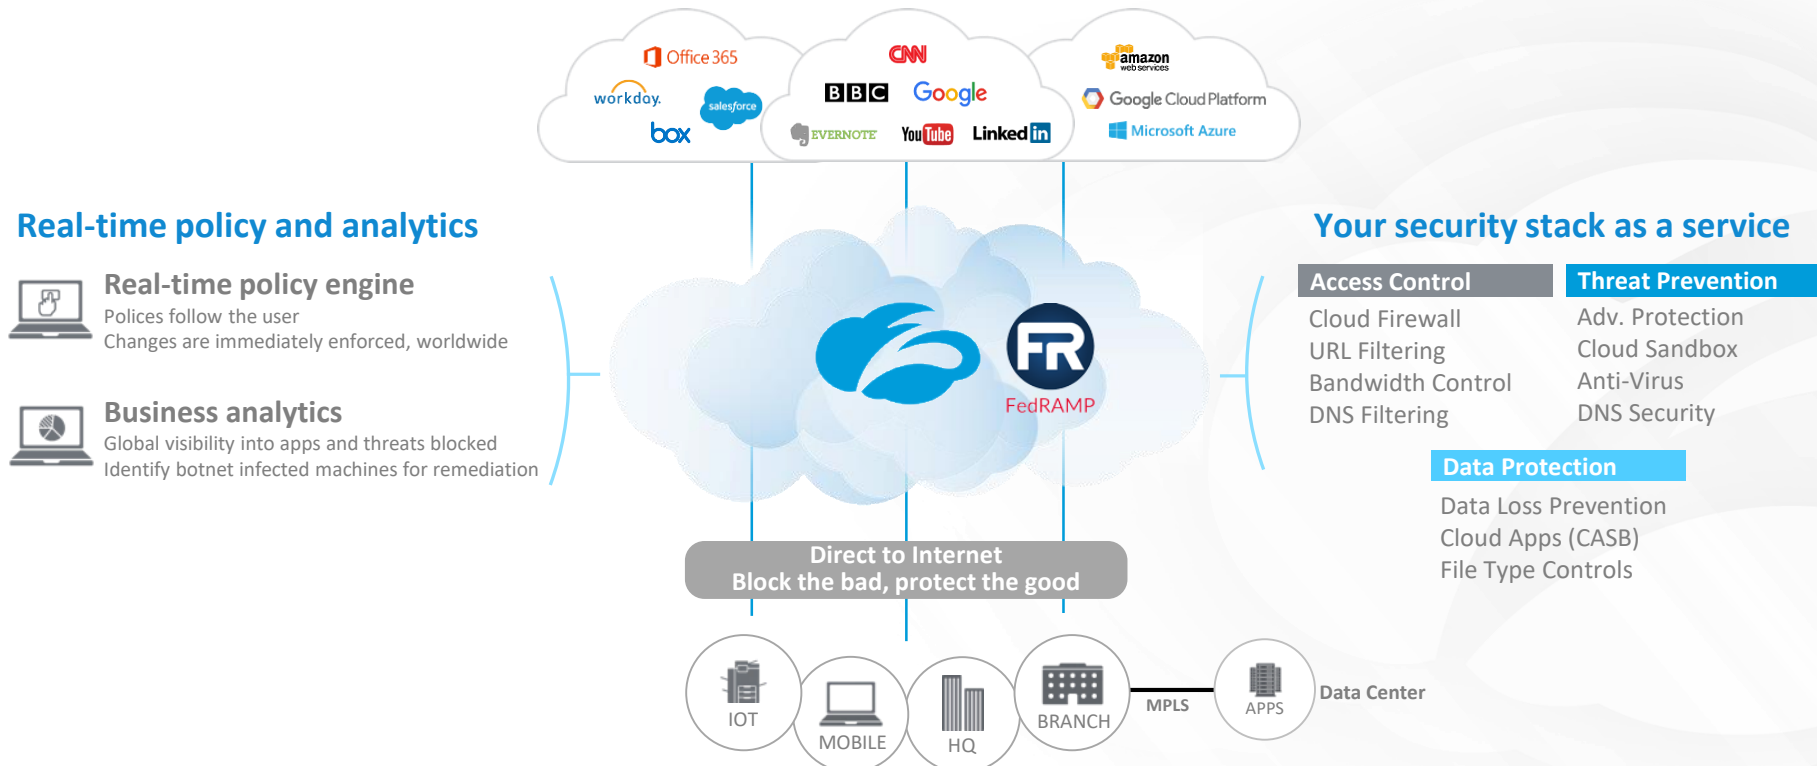 Office 365
workday.
salesforce
box
CNN
BBC
Google
EVERNOTE
YouTube
Linked in
amazon
web services
Google Cloud Platform
Microsoft Azure
Real-time policy and analytics
Real-time policy engine
Polices follow the user
Changes are immediately enforced, worldwide
Business analytics
Global visibility into apps and threats blocked
Identify botnet infected machines for remediation
FR
FedRAMP
Your security stack as a service
Access Control
Cloud Firewall
URL Filtering
Bandwidth Control
DNS Filtering
Threat Prevention
Adv. Protection
Cloud Sandbox
Anti-Virus
DNS Security
Data Protection
Data Loss Prevention
Cloud Apps (CASB)
File Type Controls
Direct to Internet
Block the bad, protect the good
IOT
MOBILE
HQ
BRANCH
MPLS
APPS
Data Center